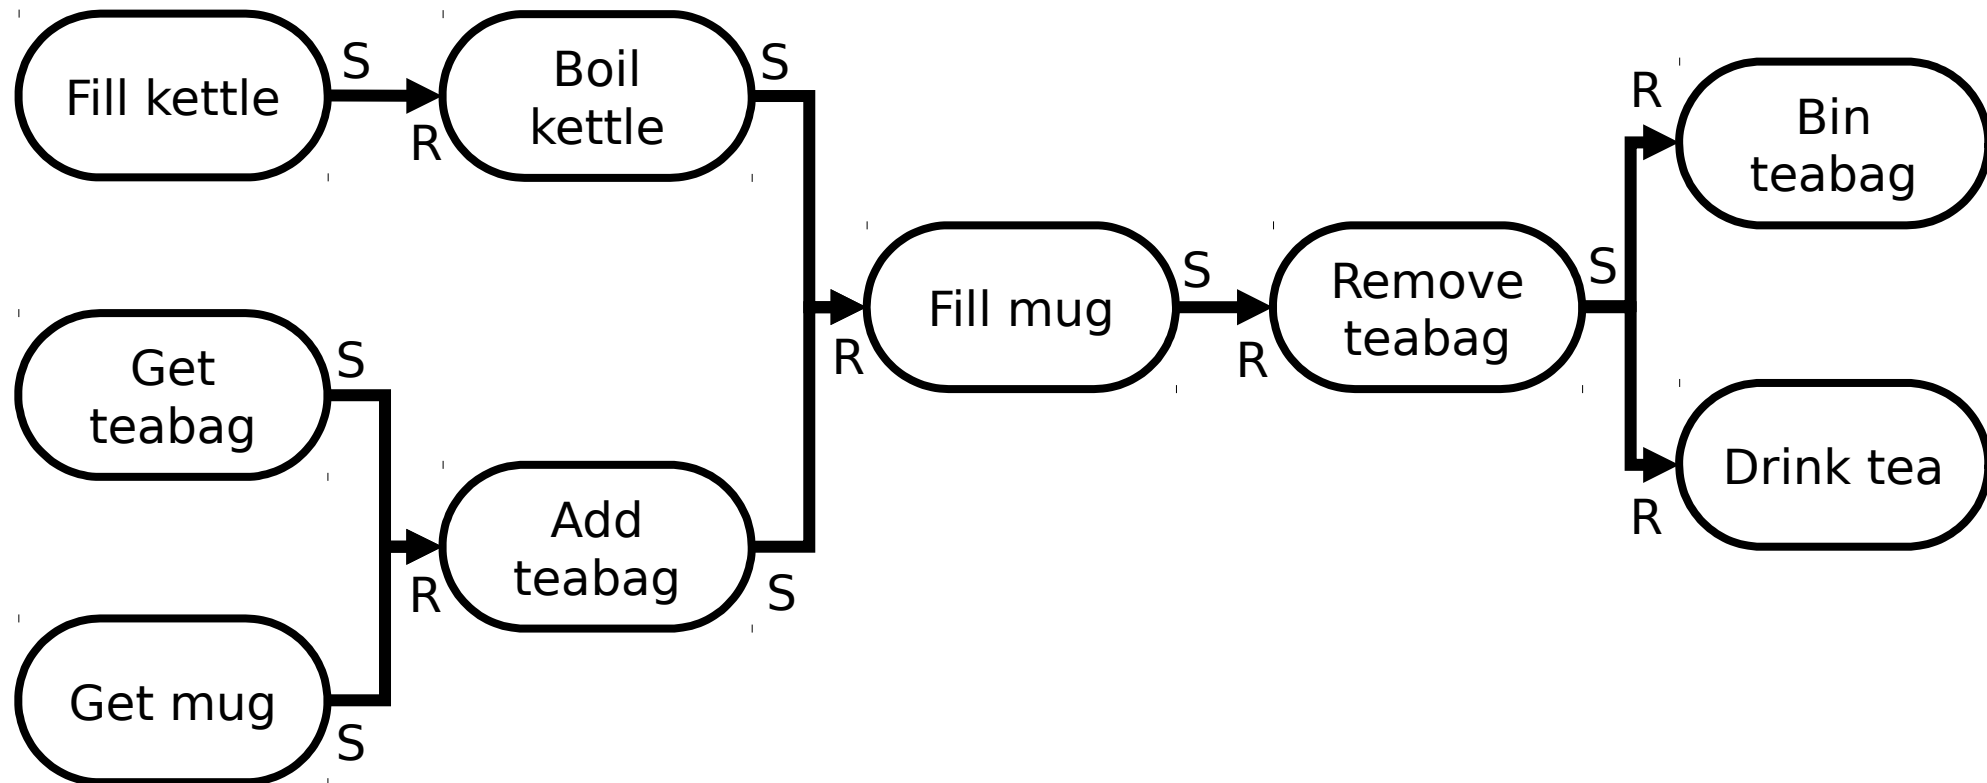 Fill kettle
S
R
Boil
kettle
S
Get
teabag
S
Get mug
S
R
Add
teabag
S
R
Fill mug
S
R
Remove
teabag
S
R
Bin
teabag
R
Drink tea